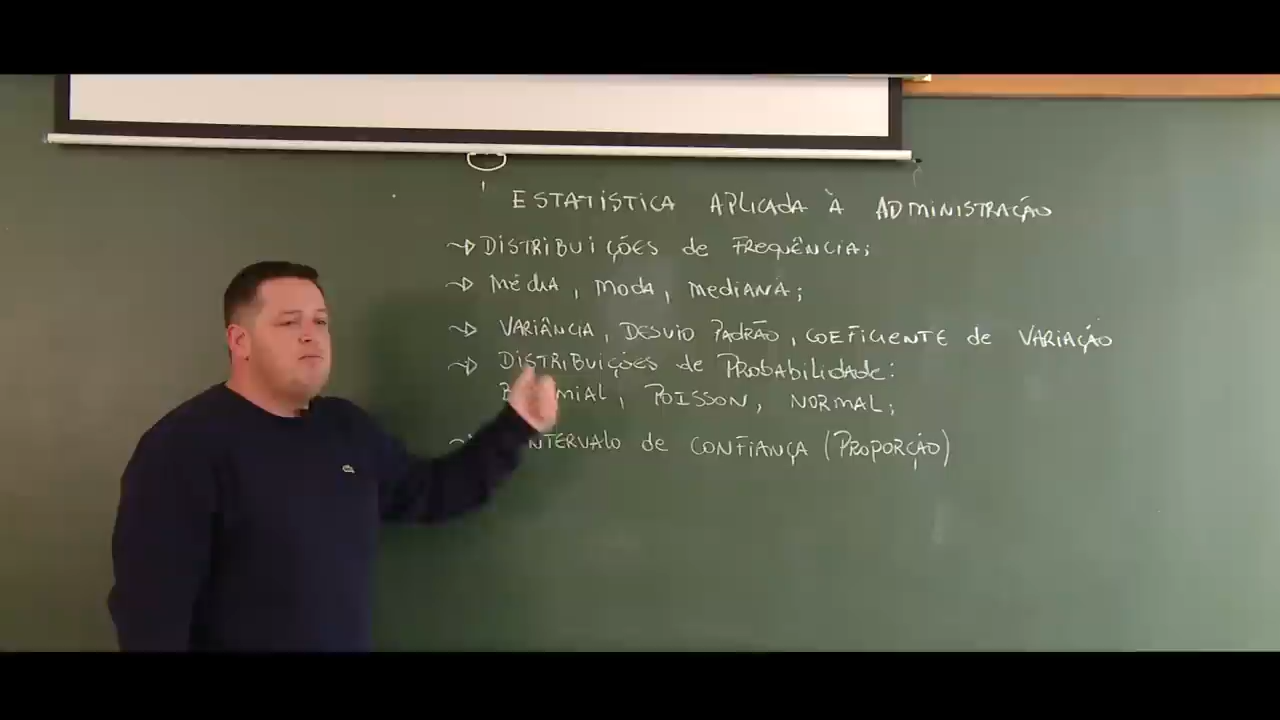 ESTATÍSTICA APLICADA À ADMINISTRAÇÃO
DISTRIBUIÇÕES de FREQUÊNCIA;
MÉDIA, MODA, MEDIANA;
VARIÂNCIA, DESVIO PADRÃO, COEFICIENTE de VARIAÇÃO
DISTRIBUIÇÕES de PROBABILIDADE:
POISSON, NORMAL;
INTERVALO de CONFIANÇA (PROPORÇÃO)